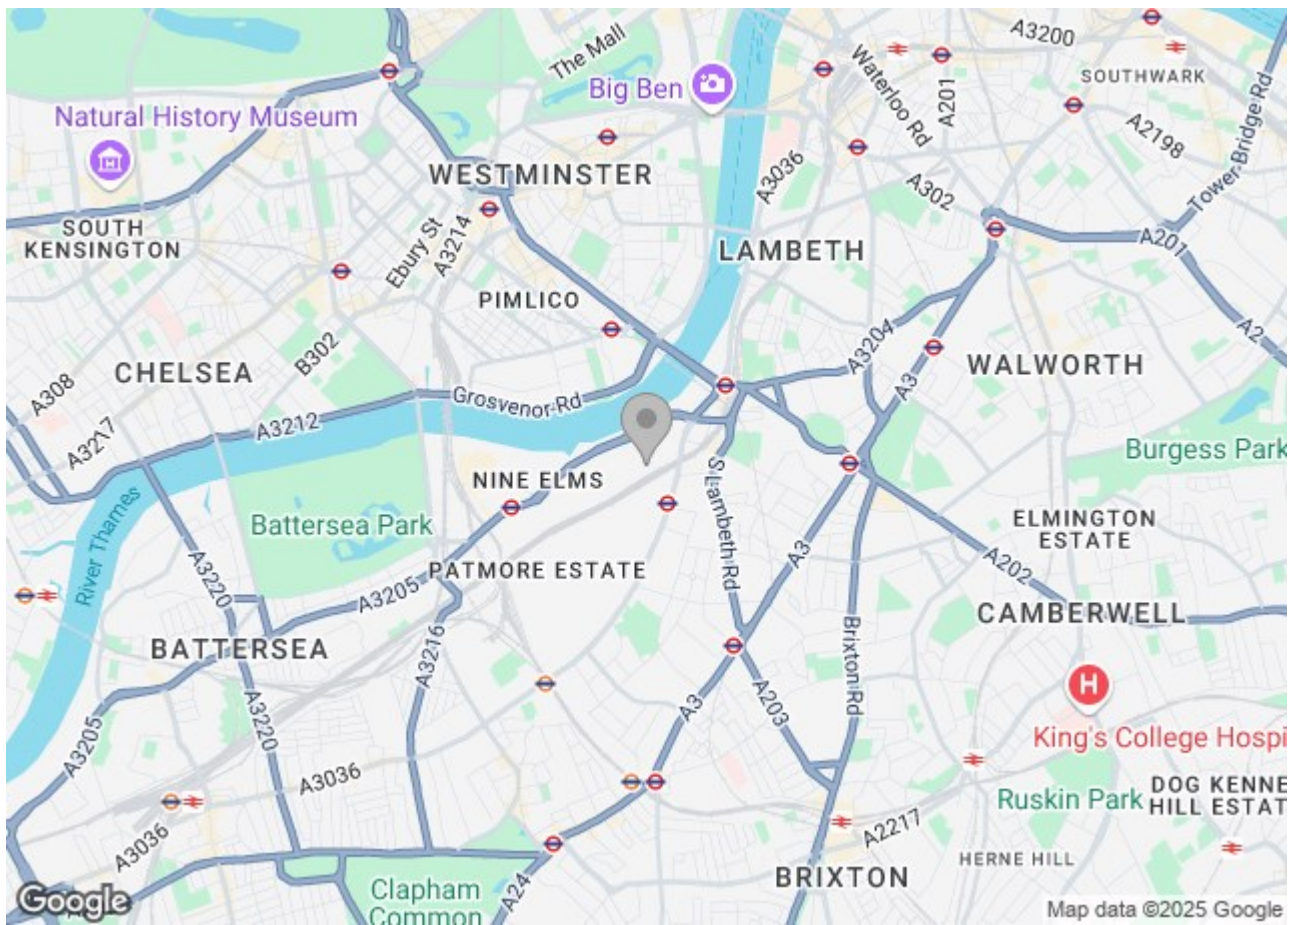 A3200
The Mall
SOUTHWARK
Waterloo Rd
A201
Big Ben
Natural History Museum
A2198
Tower Bridge Rd
WESTMINSTER
A3036
A302
SOUTH
KENSINGTON
Ebury St
A3214
LAMBETH
A201
PIMLICO
A3204
A2
B302
CHELSEA
WALWORTH
A308
A3
Grosvenor Rd
A3212
A3217
Burgess Park
NINE ELMS
S Lambeth Rd
Battersea Park
ELMINGTON
ESTATE
River Thames
A3220
A3
A202
PATMORE ESTATE
A3205
CAMBERWELL
BATTERSEA
A3216
Brixton Rd
H
A3205
A3220
A3
A203
King's College Hospi
A3036
DOG KENNE
HILL ESTAT
Ruskin Park
A3036
A2217
HERNE HILL
BRIXTON
A24
Clapham
Common
Google
Map data ©2025 Google